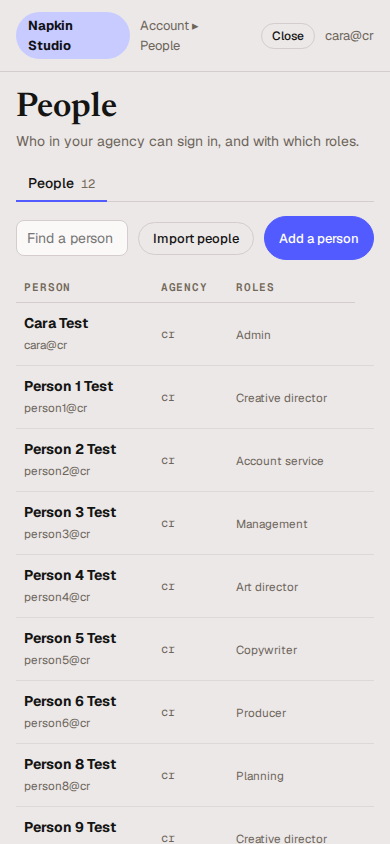 Napkin Studio
Account ▸ People
Close
cara@cr
People
Who in your agency can sign in, and with which roles.
People 12
Find a person
Import people
Add a person
PERSON AGENCY ROLES
Cara Test
cara@cr
cr
Admin
Person 1 Test
person1@cr
cr
Creative director
Person 2 Test
person2@cr
cr
Account service
Person 3 Test
person3@cr
cr
Management
Person 4 Test
person4@cr
cr
Art director
Person 5 Test
person5@cr
cr
Copywriter
Person 6 Test
person6@cr
cr
Producer
Person 8 Test
person8@cr
cr
Planning
Person 9 Test
cr
Creative director